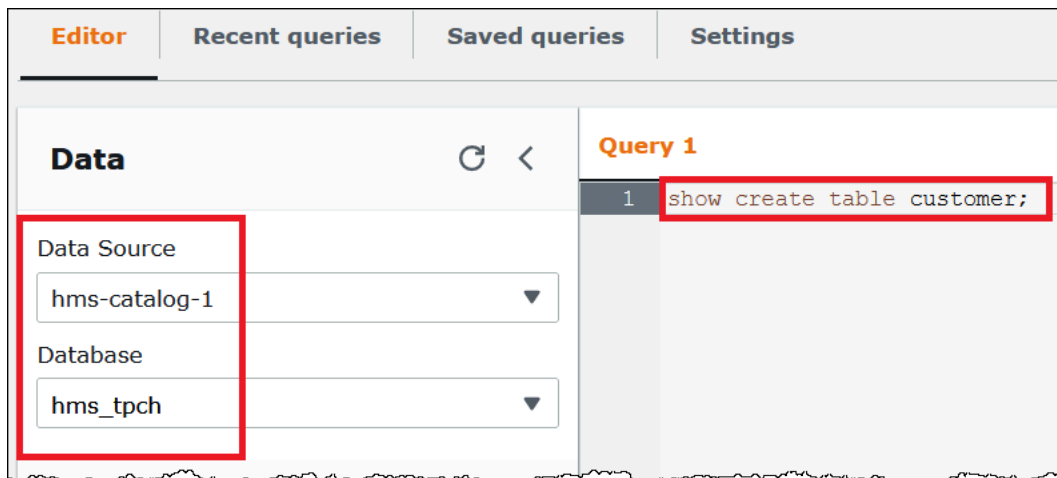 Editor Recent queries Saved queries Settings
Data
Query 1
1 show create table customer;
Data Source
hms-catalog-1
Database
hms_tpch